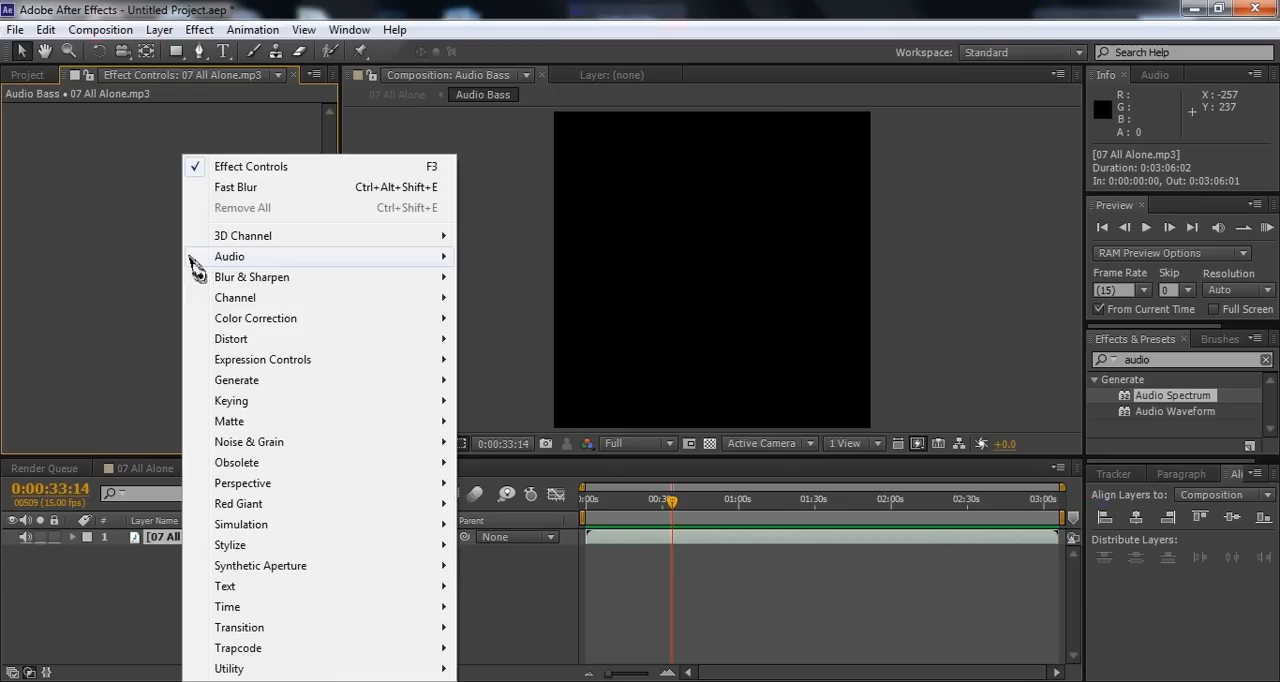 Adobe After Effects - Untitled Project.aep *
File Edit Composition Layer Effect Animation View Window Help
Workspace: Standard Search Help
Project Effect Controls: 07 All Alone.mp3 Composition: Audio Bass Layer: (none) Info Audio
Audio Bass • 07 All Alone.mp3
07 All Alone Audio Bass
R :
G :
B :
A : 0
X : -257
Y : 237
[07 All Alone.mp3]
Duration: 0:03:06:02
In: 0:00:00:00, Out: 0:03:06:01
Preview
RAM Preview Options
Frame Rate Skip Resolution
(15) 0 Auto
From Current Time Full Screen
Effects & Presets Brushes
audio
Generate
Audio Spectrum
Audio Waveform
Effect Controls F3
Fast Blur Ctrl+Alt+Shift+E
Remove All Ctrl+Shift+E
3D Channel
Audio
Blur & Sharpen
Channel
Color Correction
Distort
Expression Controls
Generate
Keying
Matte
Noise & Grain
Obsolete
Perspective
Red Giant
Simulation
Stylize
Synthetic Aperture
Text
Time
Transition
Trapcode
Utility
0:00:33:14 Full Active Camera 1 View +0.0
Render Queue 07 All Alone
0:00:33:14
00509 (15.00 fps)
# Layer Name Parent
1 [07 All None
:00s 00:30s 01:00s 01:30s 02:00s 02:30s 03:00s
Tracker Paragraph Ali
Align Layers to: Composition
Distribute Layers: